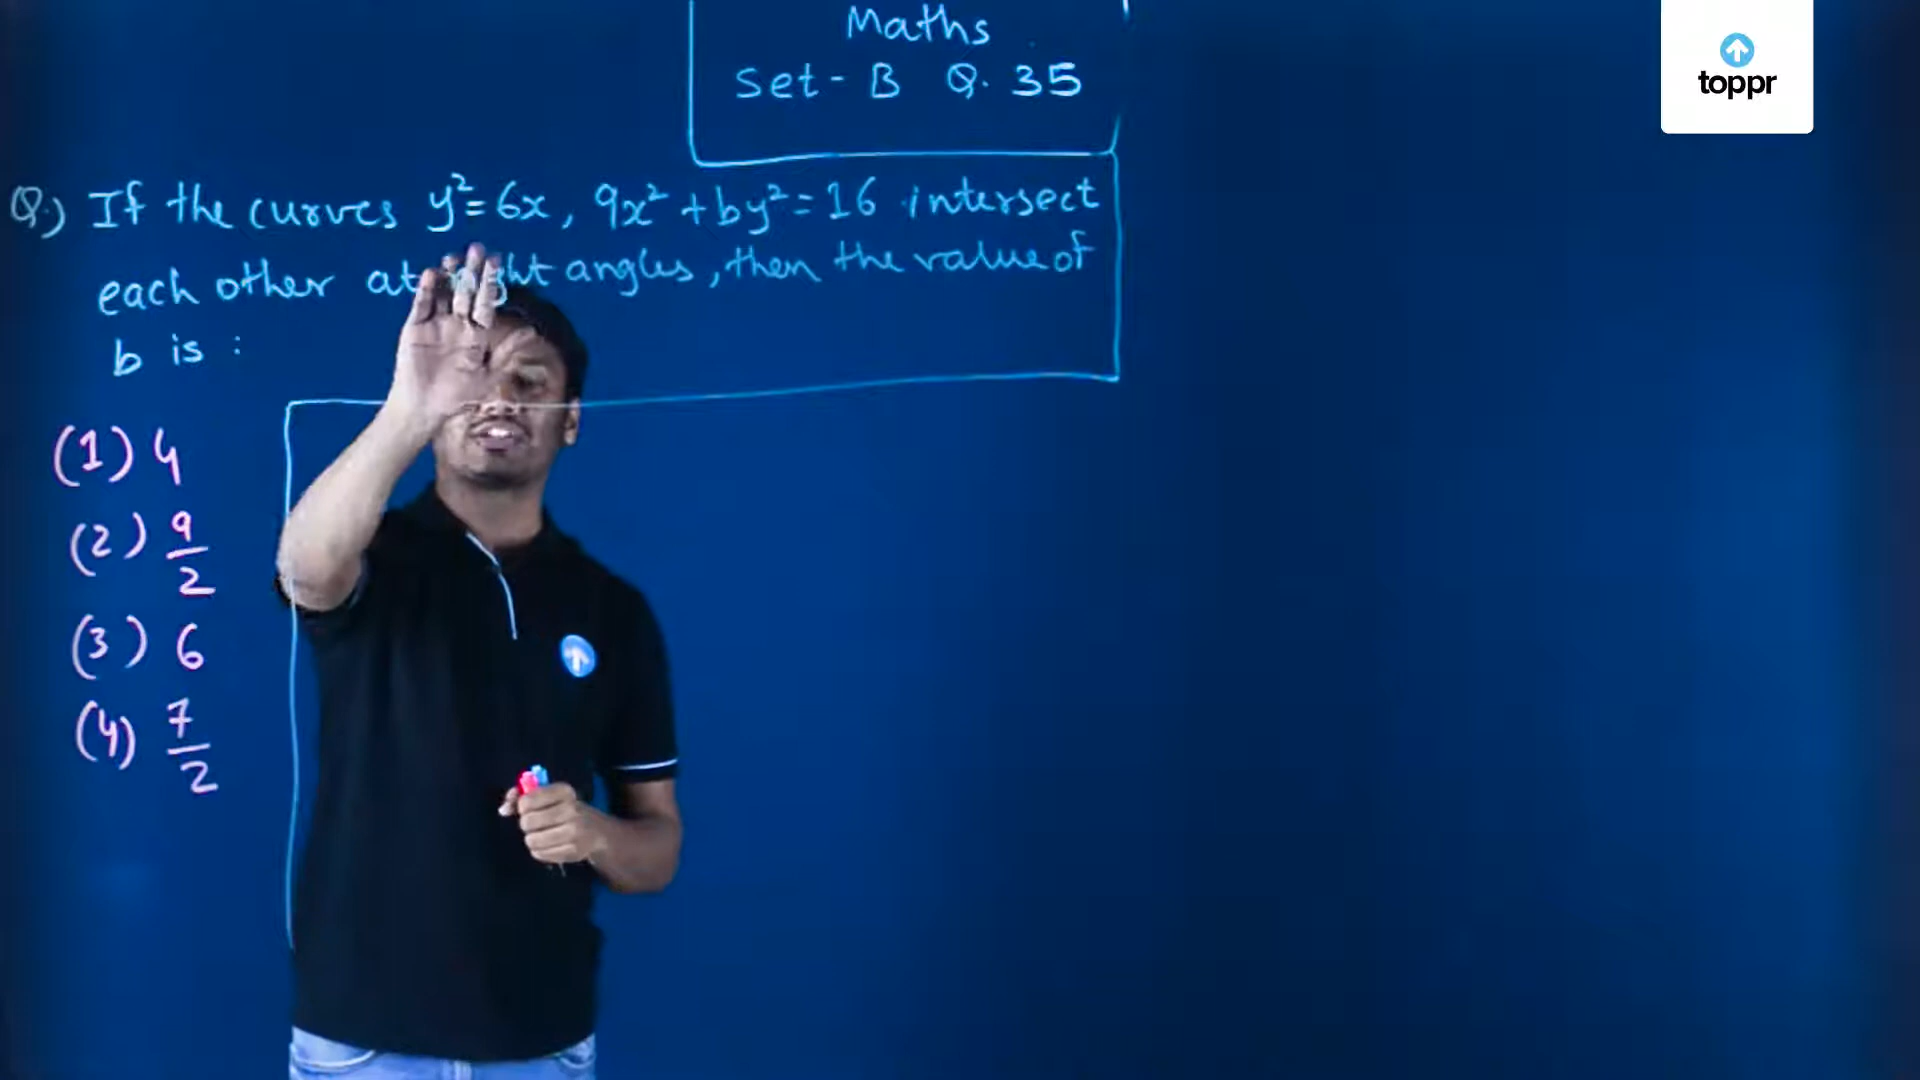 Maths
Set - B Q. 35
toppr
Q.) If the curves y² = 6x, 9x² + by² = 16 intersect
each other at right angles, then the value of
b is :
(1) 4
(2) 9/2
(3) 6
(4) 7/2